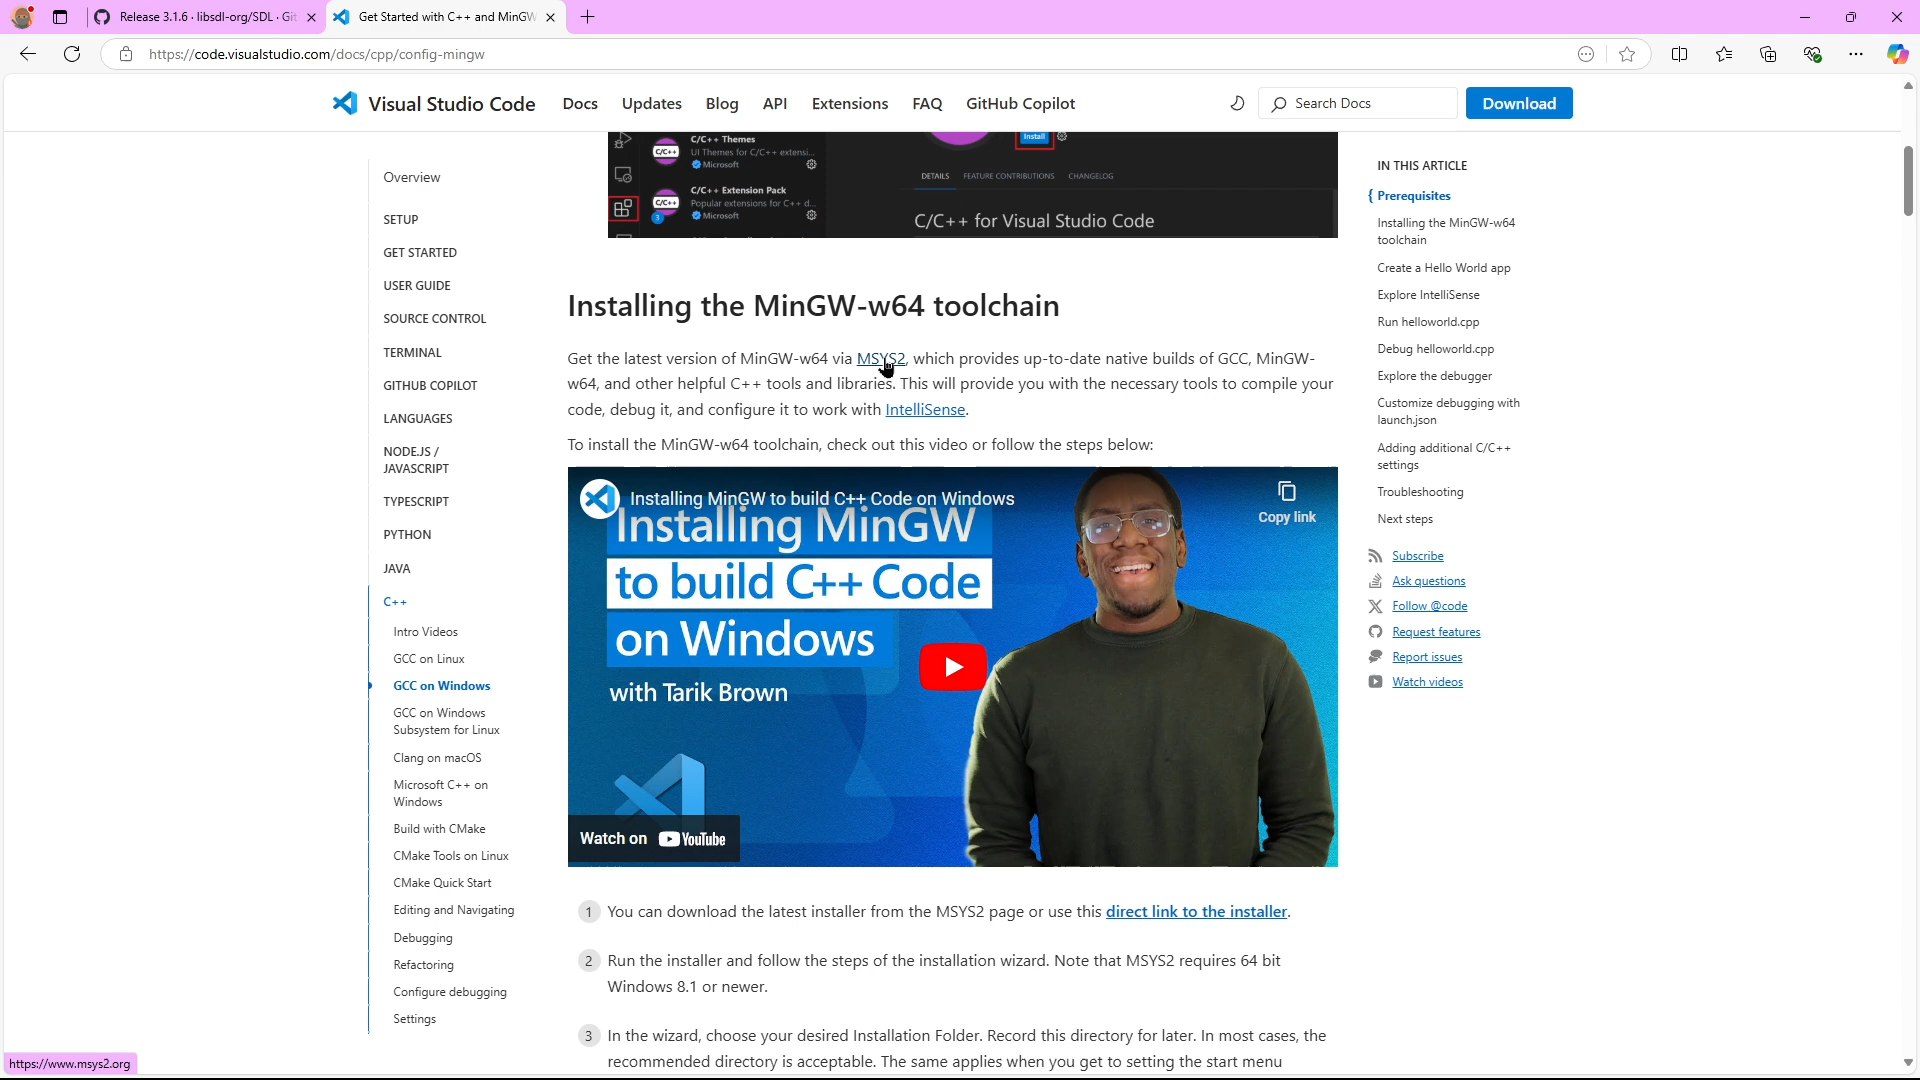 Release 3.1.6 · libsdl-org/SDL · Git
Get Started with C++ and MinGW
https://code.visualstudio.com/docs/cpp/config-mingw
Visual Studio Code
Docs
Updates
Blog
API
Extensions
FAQ
GitHub Copilot
Search Docs
Download
C/C++ Themes
UI Themes for C/C++ extensi...
Microsoft
C/C++
C/C++ Extension Pack
Popular extensions for C++ d...
Microsoft
C/C++
3
Install
DETAILS
FEATURE CONTRIBUTIONS
CHANGELOG
C/C++ for Visual Studio Code
Overview
SETUP
GET STARTED
USER GUIDE
SOURCE CONTROL
TERMINAL
GITHUB COPILOT
LANGUAGES
NODE.JS /
JAVASCRIPT
TYPESCRIPT
PYTHON
JAVA
C++
Intro Videos
GCC on Linux
GCC on Windows
GCC on Windows
Subsystem for Linux
Clang on macOS
Microsoft C++ on
Windows
Build with CMake
CMake Tools on Linux
CMake Quick Start
Editing and Navigating
Debugging
Refactoring
Configure debugging
Settings
Installing the MinGW-w64 toolchain
Get the latest version of MinGW-w64 via MSYS2, which provides up-to-date native builds of GCC, MinGW-
w64, and other helpful C++ tools and libraries. This will provide you with the necessary tools to compile your
code, debug it, and configure it to work with IntelliSense.
To install the MinGW-w64 toolchain, check out this video or follow the steps below:
Installing MinGW to build C++ Code on Windows
Copy link
Installing MinGW
to build C++ Code
on Windows
with Tarik Brown
Watch on YouTube
1 You can download the latest installer from the MSYS2 page or use this direct link to the installer.
2 Run the installer and follow the steps of the installation wizard. Note that MSYS2 requires 64 bit
Windows 8.1 or newer.
3 In the wizard, choose your desired Installation Folder. Record this directory for later. In most cases, the
recommended directory is acceptable. The same applies when you get to setting the start menu
IN THIS ARTICLE
Prerequisites
Installing the MinGW-w64
toolchain
Create a Hello World app
Explore IntelliSense
Run helloworld.cpp
Debug helloworld.cpp
Explore the debugger
Customize debugging with
launch.json
Adding additional C/C++
settings
Troubleshooting
Next steps
Subscribe
Ask questions
Follow @code
Request features
Report issues
Watch videos
https://www.msys2.org